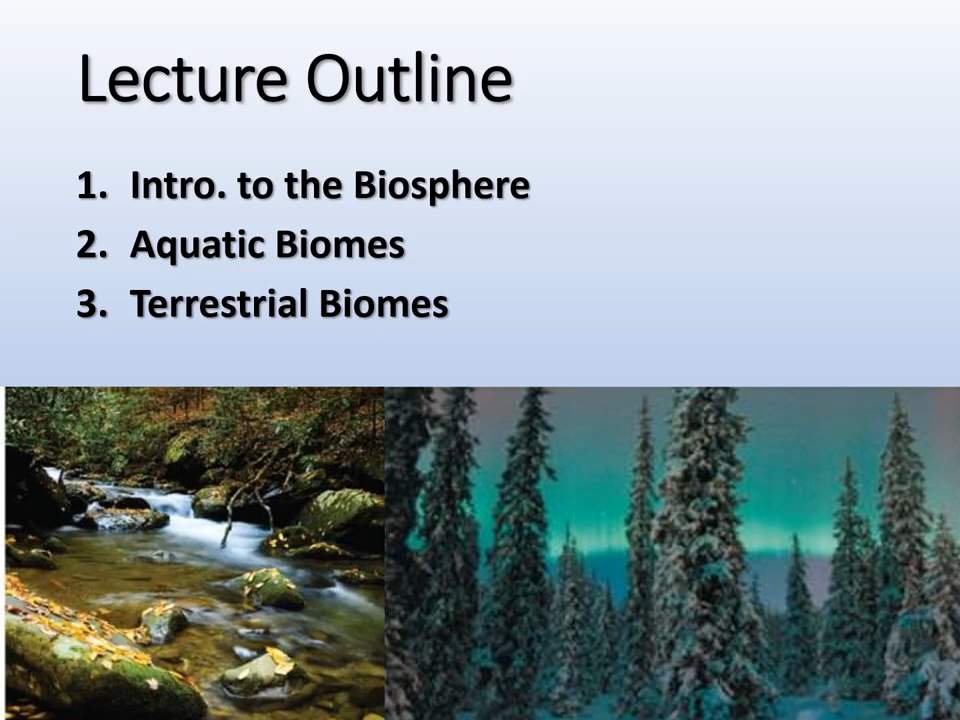 Lecture Outline
1. Intro. to the Biosphere
2. Aquatic Biomes
3. Terrestrial Biomes